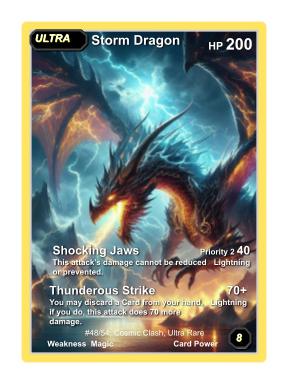 ULTRA
Storm Dragon
HP 200
Shocking Jaws Priority 2 40
This attack's damage cannot be reduced Lightning
or prevented.
Thunderous Strike 70+
You may discard a Card from your hand, Lightning
if you do, this attack does 70 more
damage.
#48/54: Cosmic Clash, Ultra Rare
Weakness Magic Card Power
8